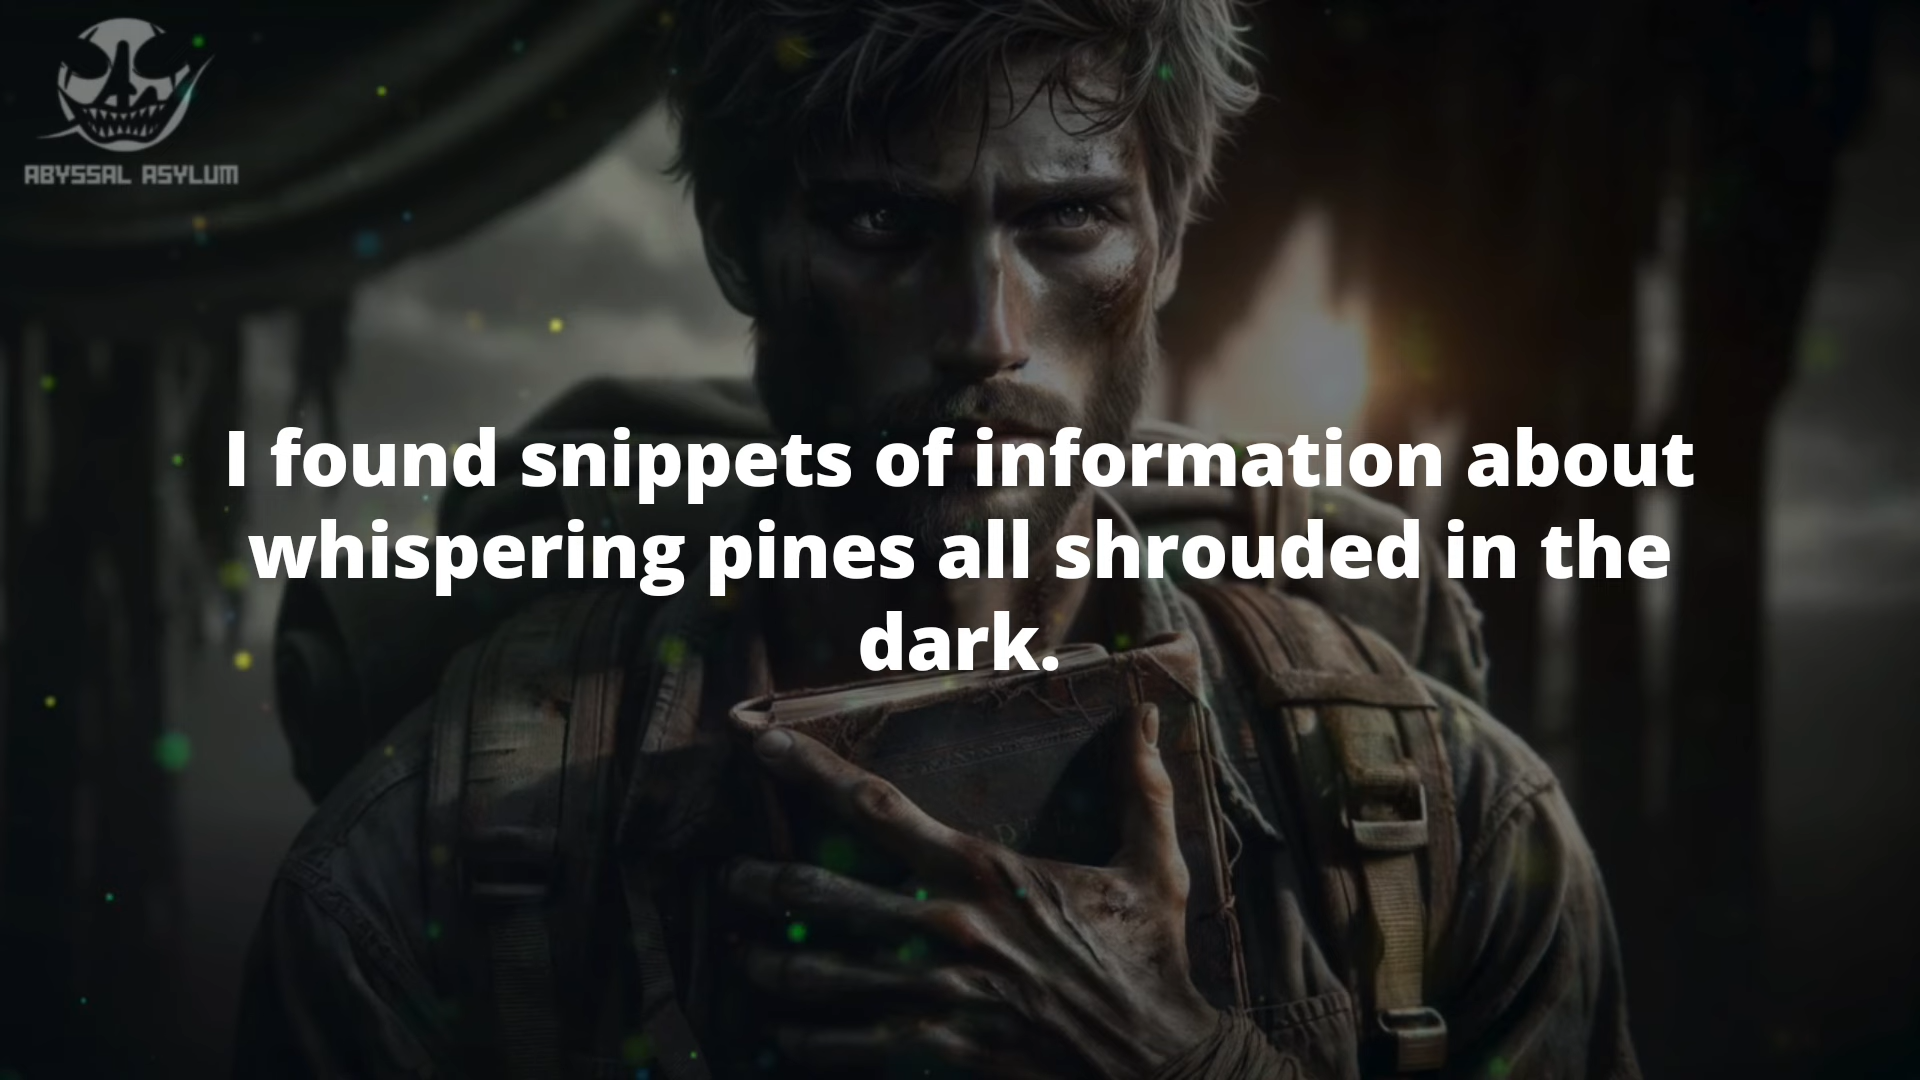 ABYSSAL ASYLUM
I found snippets of information about
whispering pines all shrouded in the
dark.